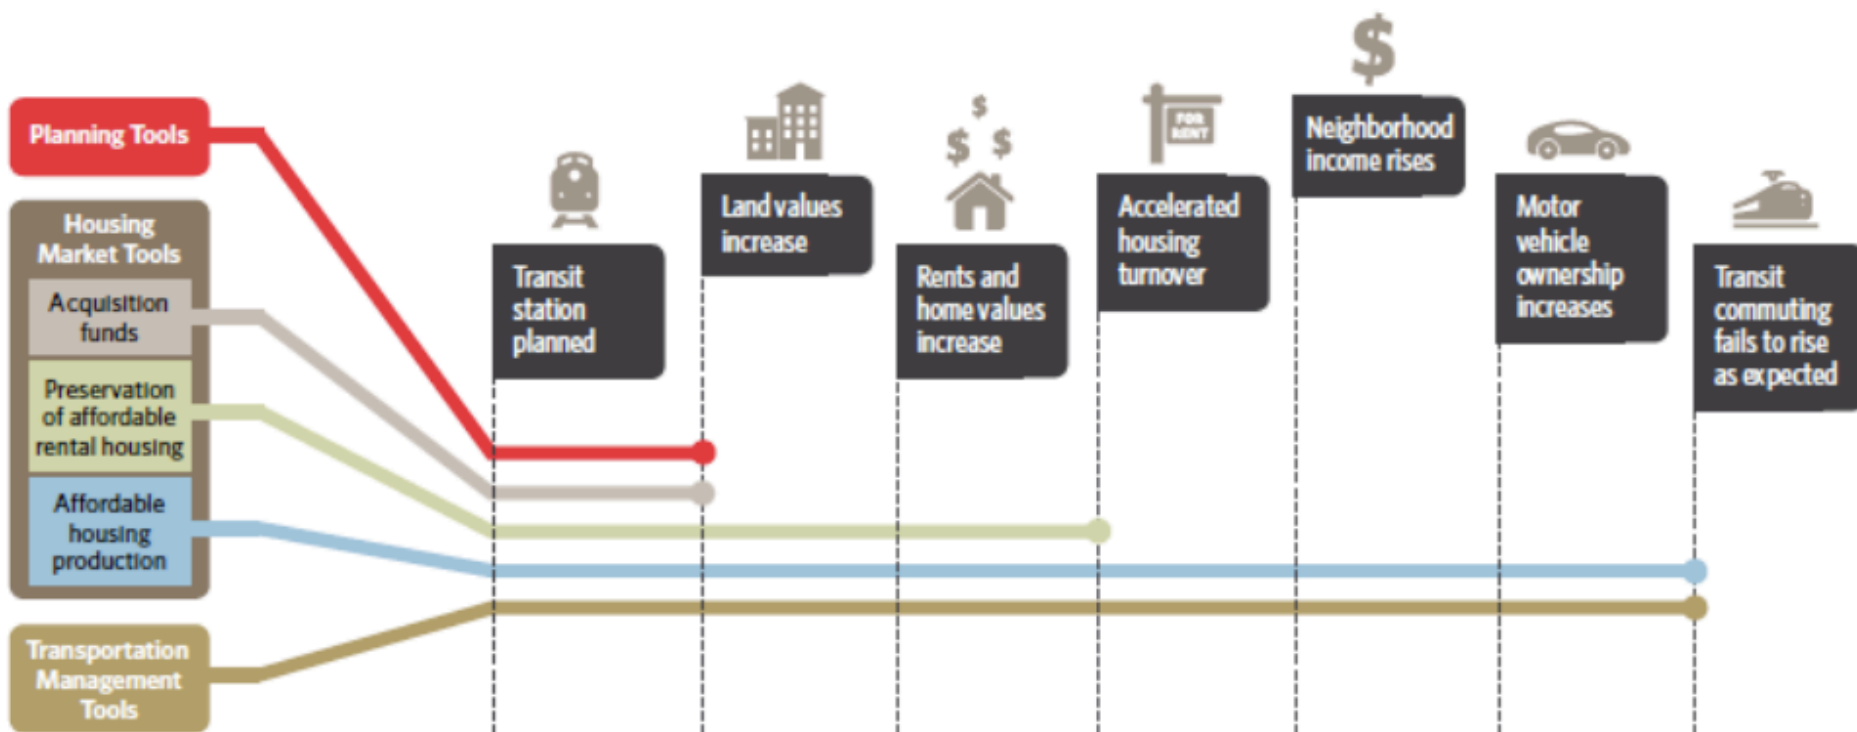 Planning Tools
Housing
Market Tools
Acquisition
funds
Preservation
of affordable
rental housing
Affordable
housing
production
Transportation
Management
Tools
Transit
station
planned
Land values
increase
Rents and
home values
increase
FOR
RENT
Accelerated
housing
turnover
$
$
$
$
Neighborhood
income rises
Motor
vehicle
ownership
increases
Transit
commuting
fails to rise
as expected